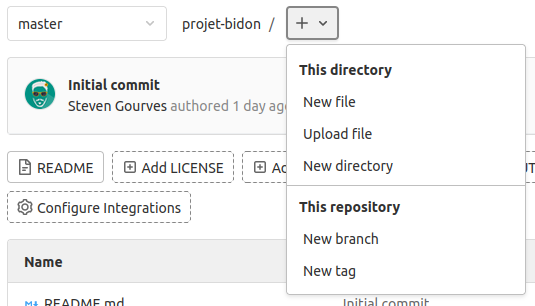 master
projet-bidon /
This directory
New file
Upload file
New directory
This repository
New branch
New tag
Initial commit
Steven Gourves authored 1 day ago
README
Add LICENSE
Configure Integrations
Name
README.md
Initial commit